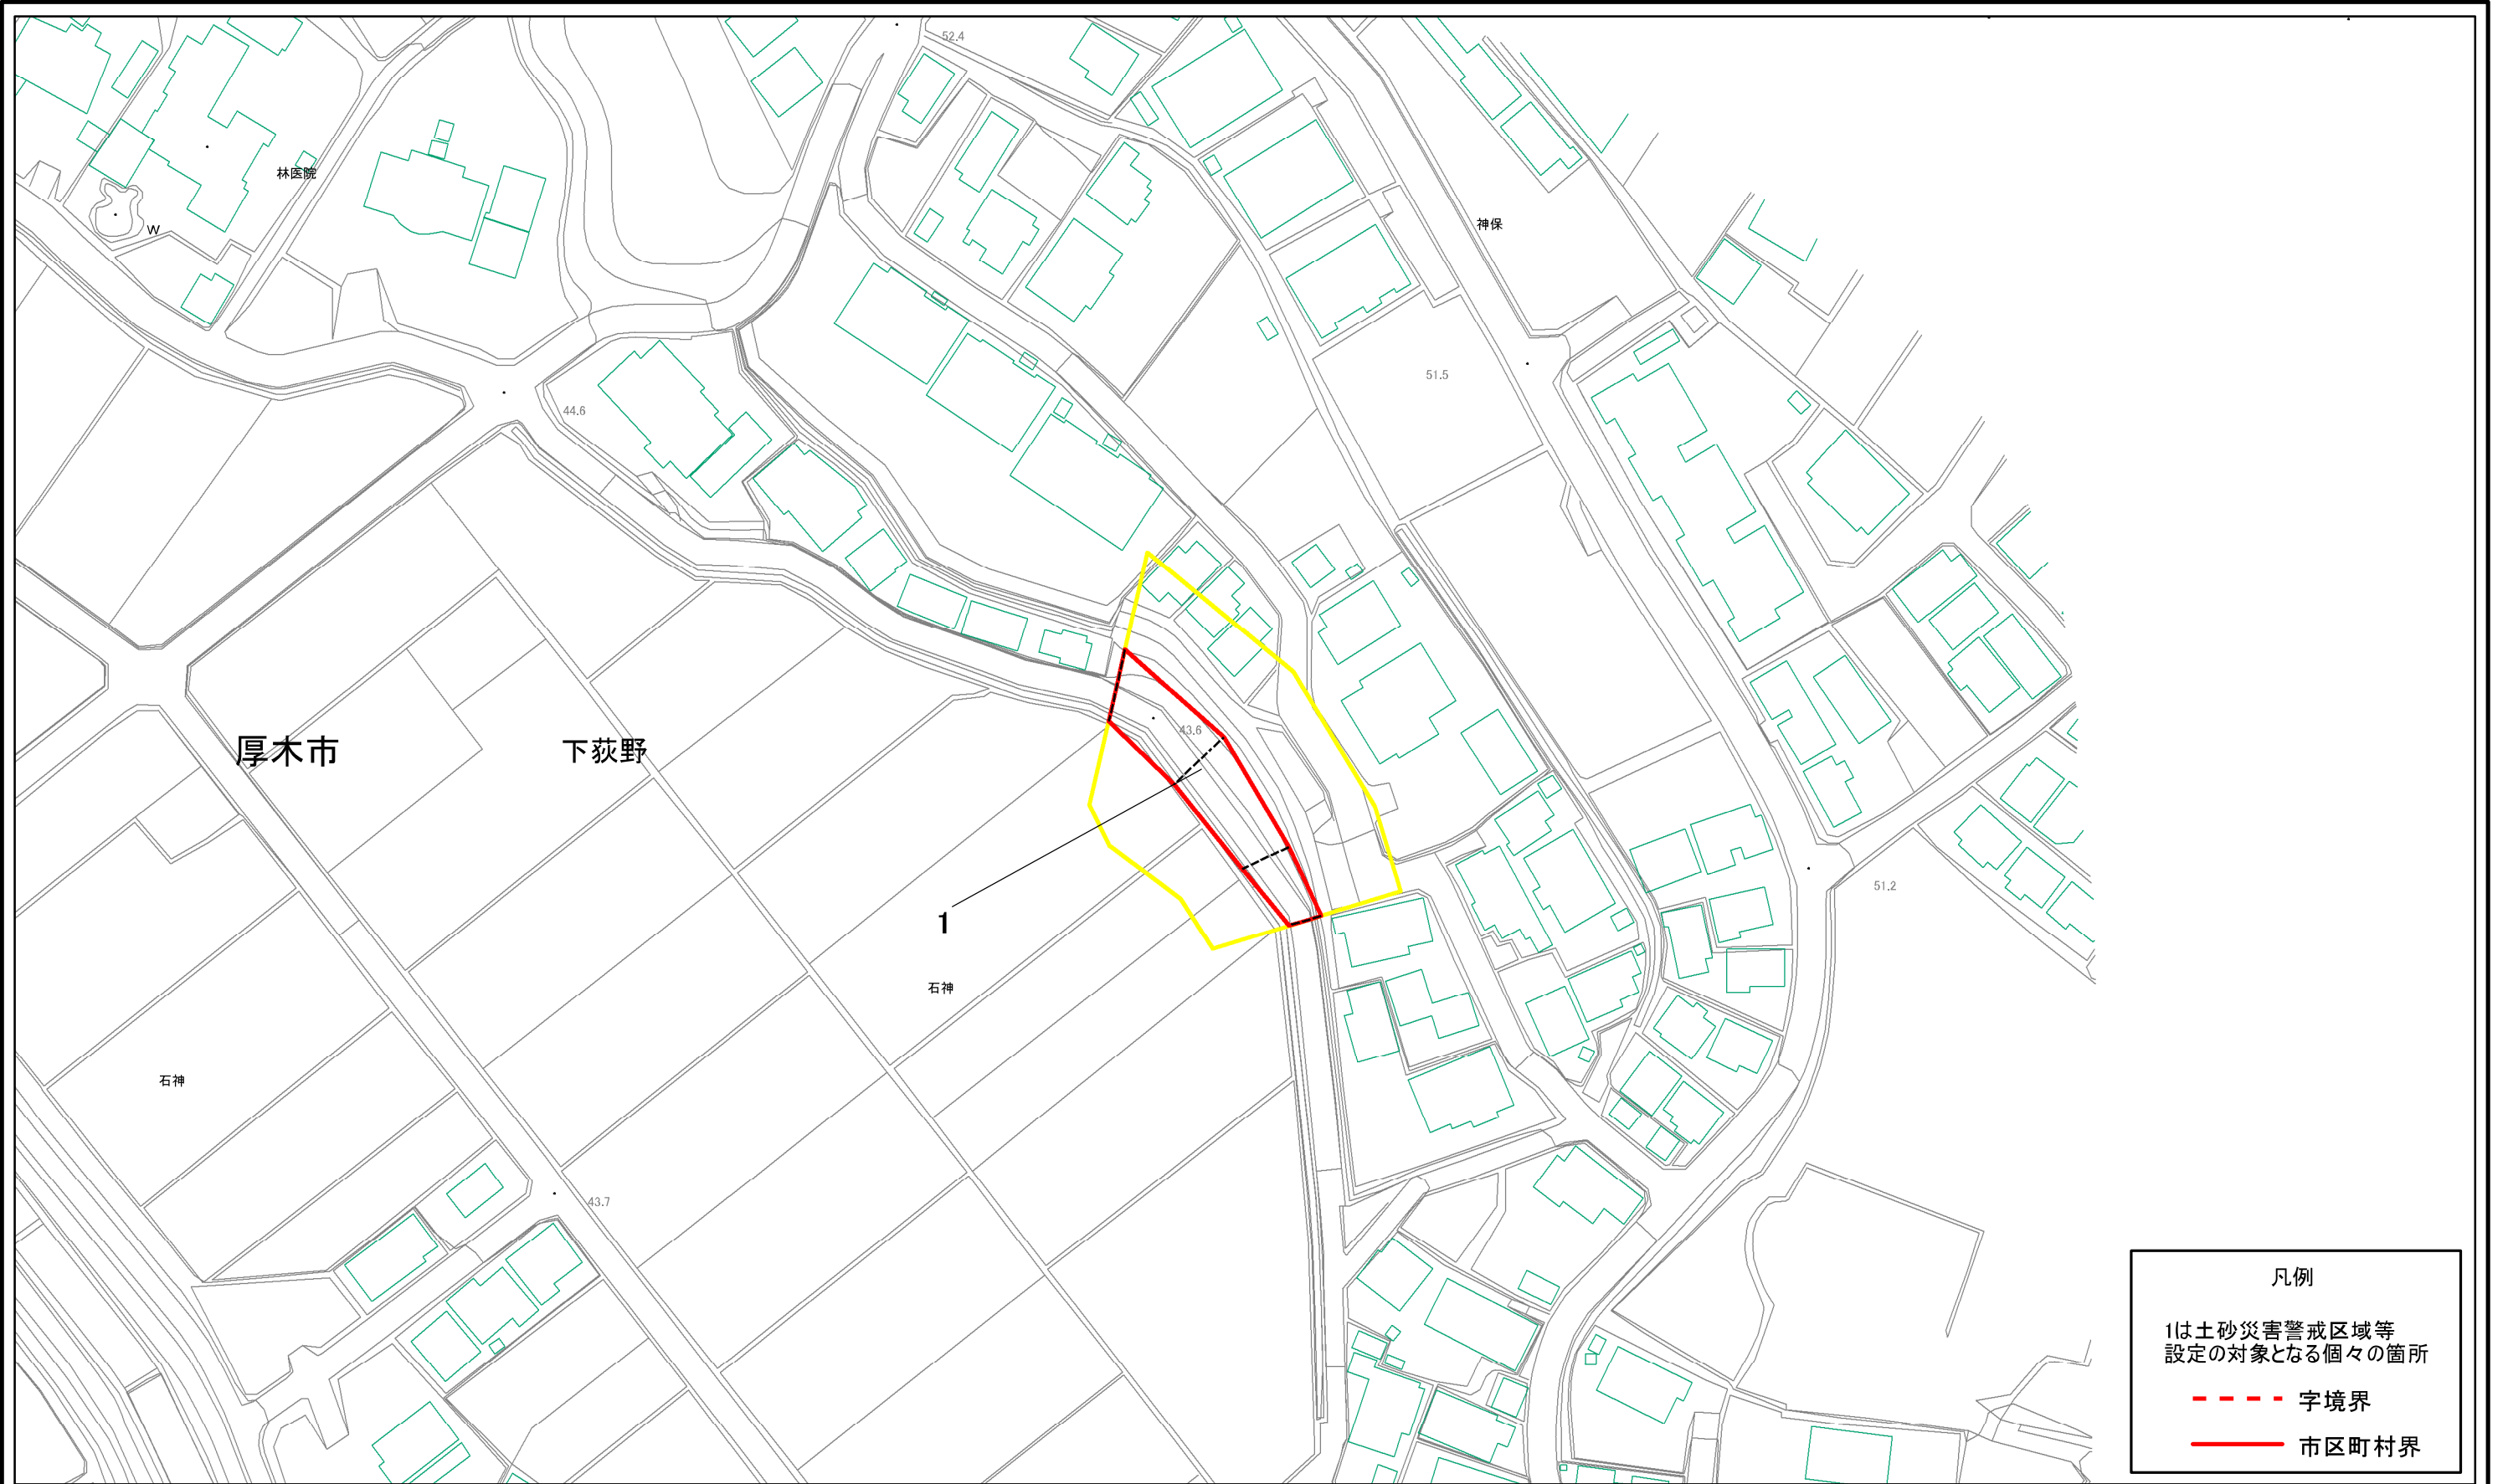 52.4
林医院
神保
W
51.5
44.6
43.6
厚木市
下荻野
51.2
1
石神
石神
43.7
凡例
1は土砂災害警戒区域等
設定の対象となる個々の箇所
字境界
市区町村界